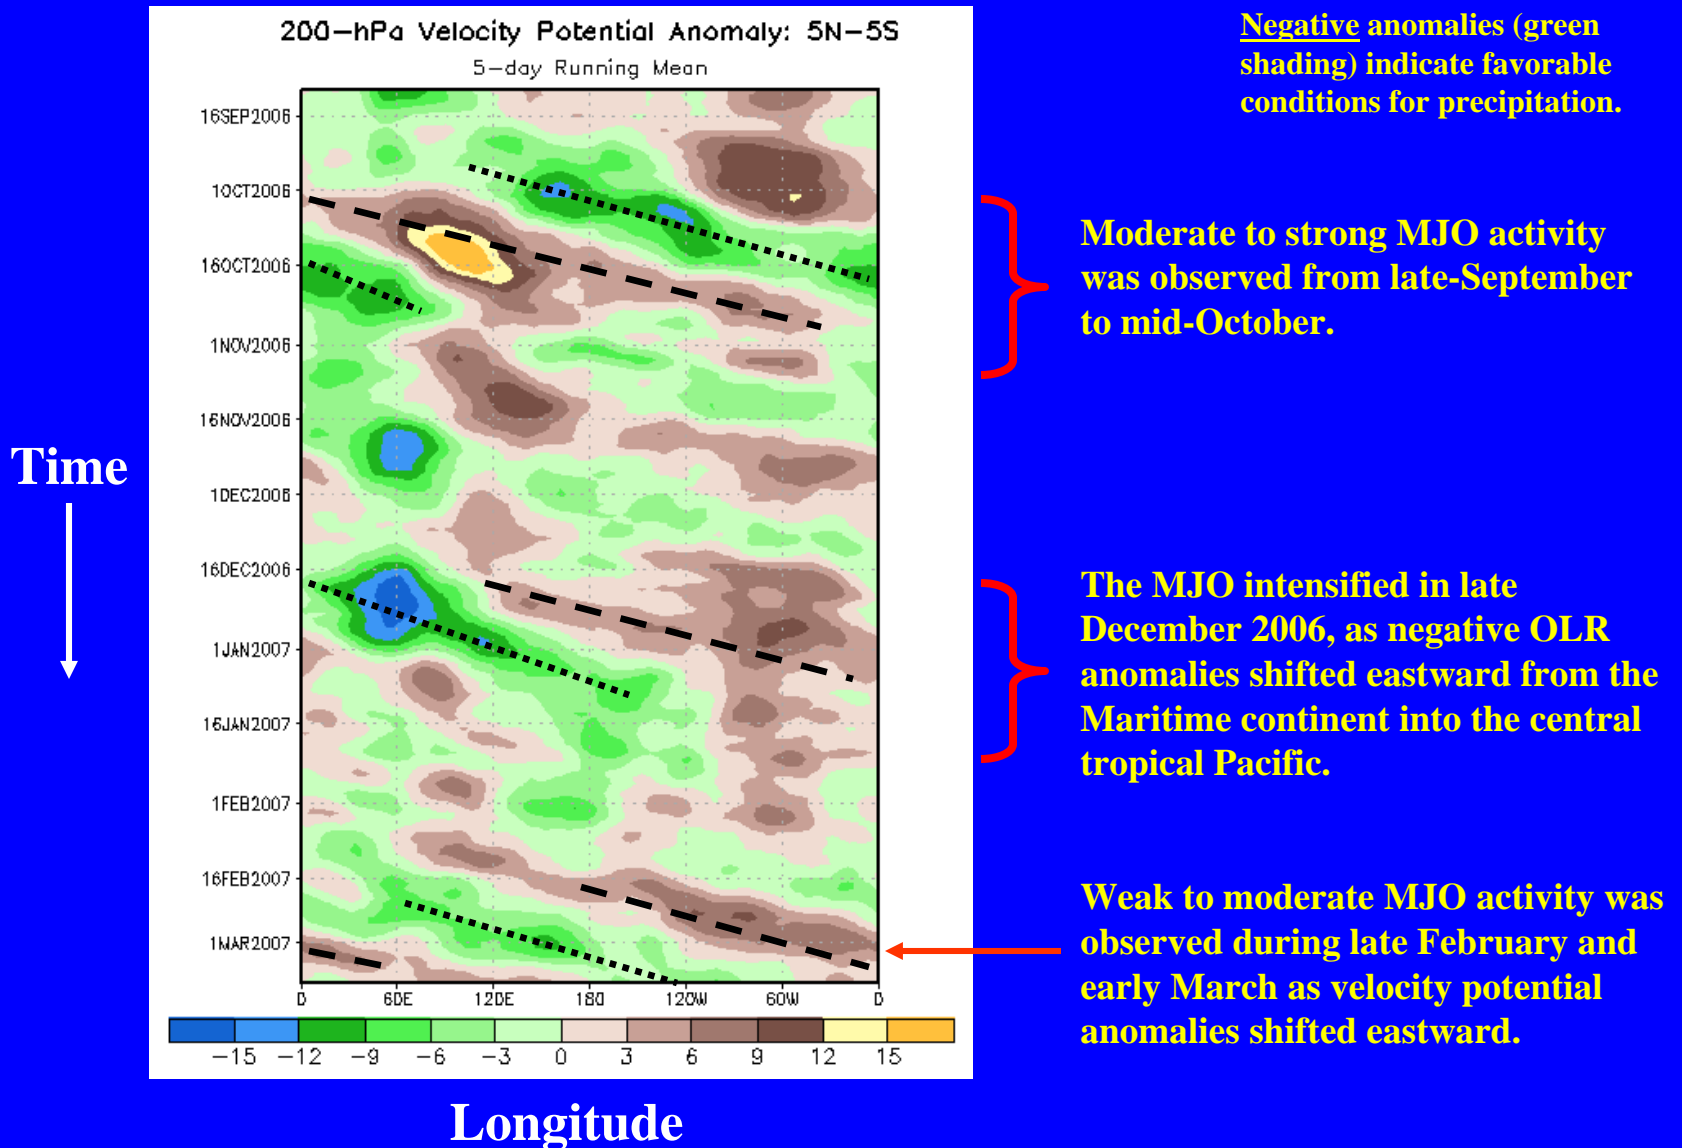 200-hPa Velocity Potential Anomaly: 5N-5S
5-day Running Mean
16SEP2006
1OCT2006
16OCT2006
1NOV2006
16NOV2006
1DEC2006
16DEC2006
1JAN2007
16JAN2007
1FEB2007
16FEB2007
1MAR2007
0 60E 120E 180 120W 60W 0
-15 -12 -9 -6 -3 0 3 6 9 12 15
Time
Longitude
Negative anomalies (green
shading) indicate favorable
conditions for precipitation.
Moderate to strong MJO activity
was observed from late-September
to mid-October.
The MJO intensified in late
December 2006, as negative OLR
anomalies shifted eastward from the
Maritime continent into the central
tropical Pacific.
Weak to moderate MJO activity was
observed during late February and
early March as velocity potential
anomalies shifted eastward.